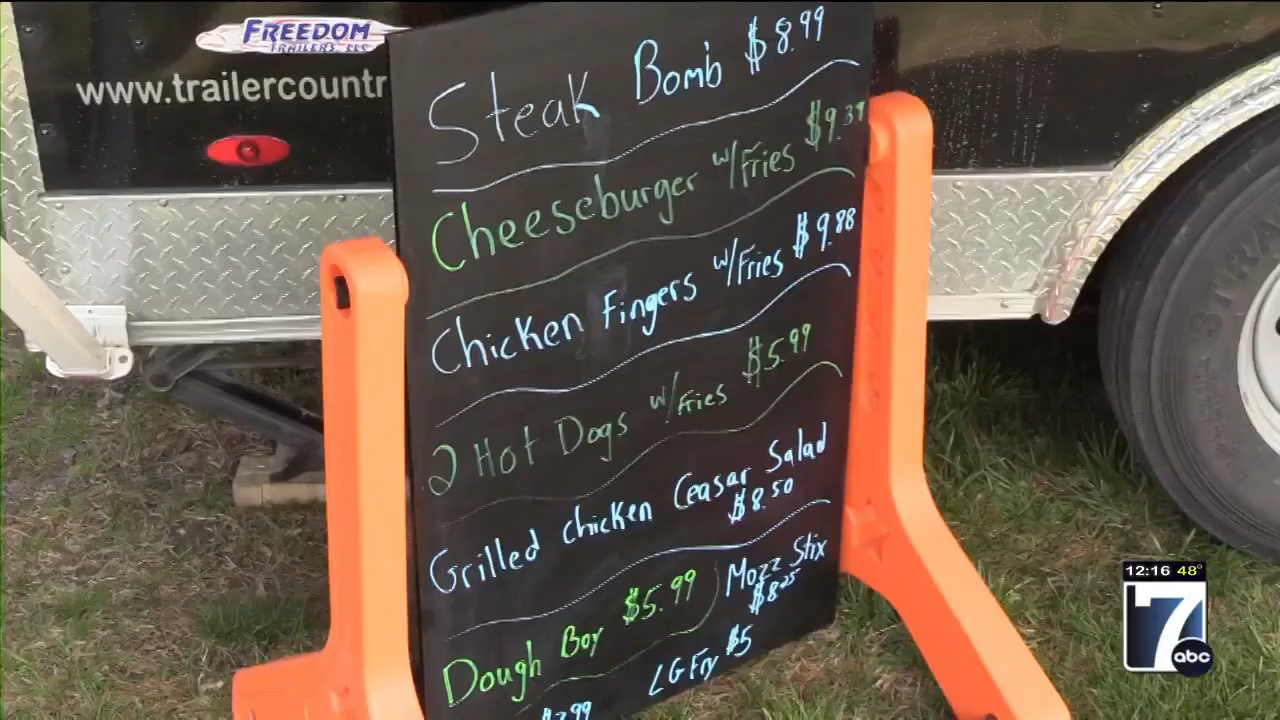 FREEDOM
TRAILERS, LLC
www.trailercountr
Steak Bomb $8.99
Cheeseburger w/Fries $9.39
Chicken Fingers w/Fries $9.88
2 Hot Dogs w/Fries $5.99
Grilled Chicken Ceasar Salad
$8.50
Dough Boy $5.99
Mozz Stix
$8.25
LG Fry $5
12:16 48°
7
abc